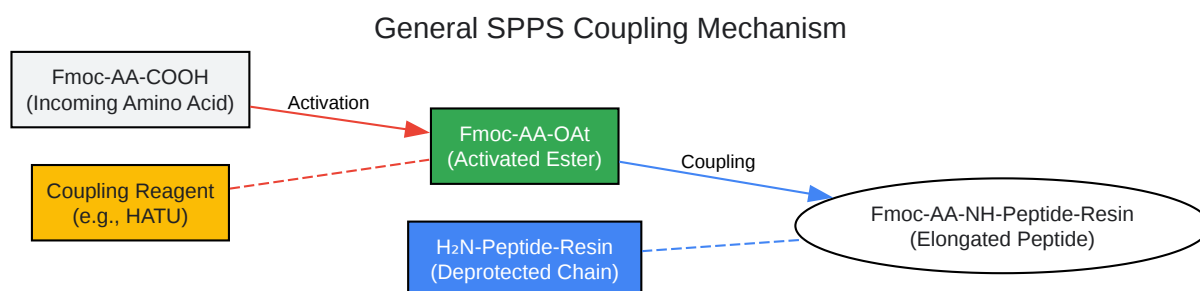 General SPPS Coupling Mechanism
Fmoc-AA-COOH
(Incoming Amino Acid)
Activation
Fmoc-AA-OAt
(Activated Ester)
Coupling
Coupling Reagent
(e.g., HATU)
H₂N-Peptide-Resin
(Deprotected Chain)
Fmoc-AA-NH-Peptide-Resin
(Elongated Peptide)